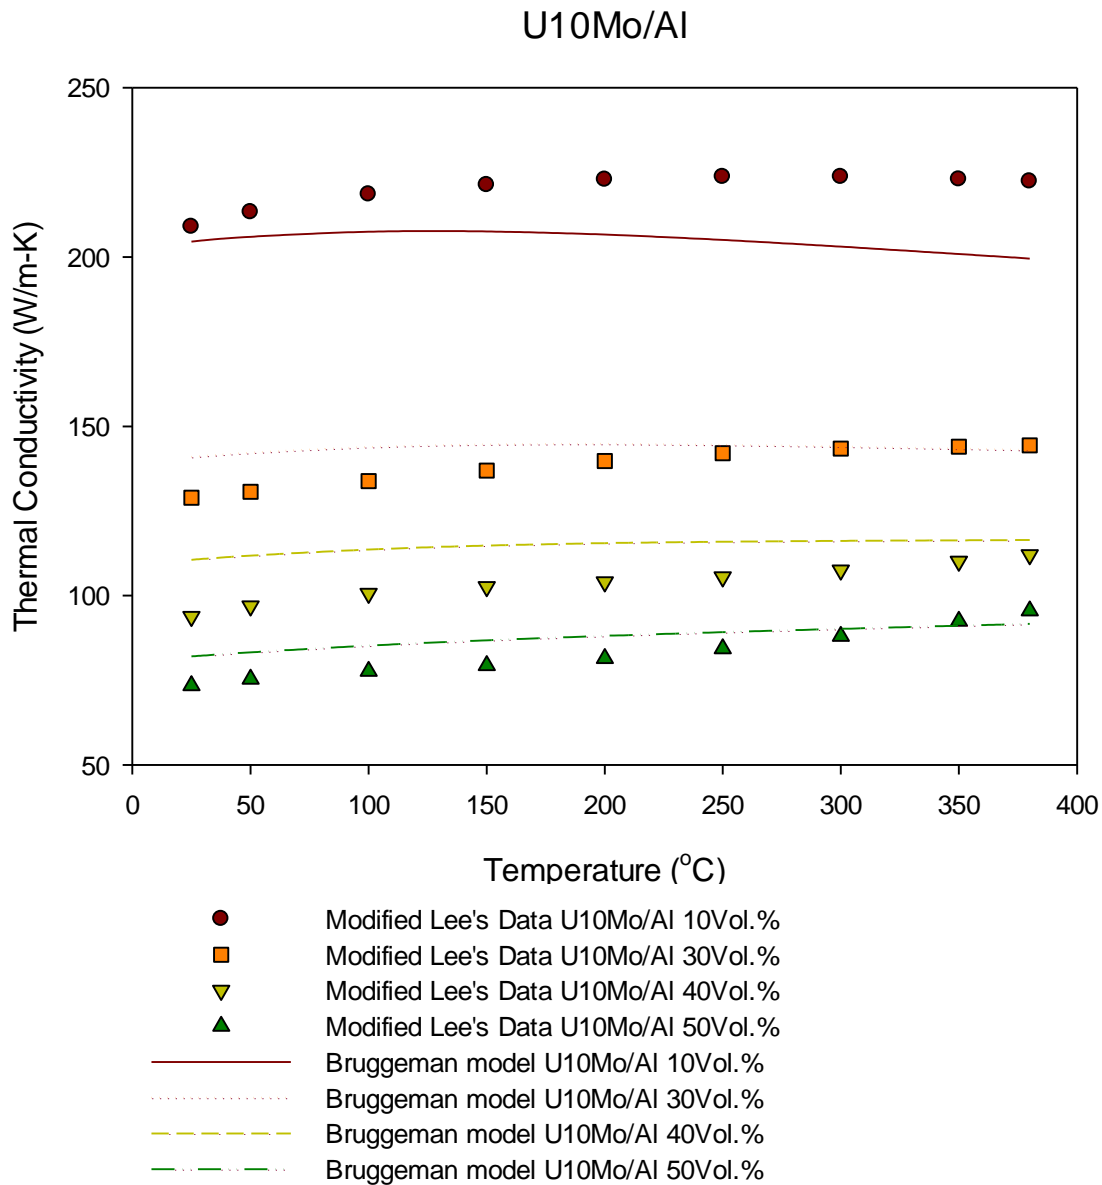 U10Mo/Al
250
200
150
100
50
Thermal Conductivity (W/m-K)
0 50 100 150 200 250 300 350 400
Temperature (°C)
Modified Lee's Data U10Mo/Al 10Vol.%
Modified Lee's Data U10Mo/Al 30Vol.%
Modified Lee's Data U10Mo/Al 40Vol.%
Modified Lee's Data U10Mo/Al 50Vol.%
Bruggeman model U10Mo/Al 10Vol.%
Bruggeman model U10Mo/Al 30Vol.%
Bruggeman model U10Mo/Al 40Vol.%
Bruggeman model U10Mo/Al 50Vol.%